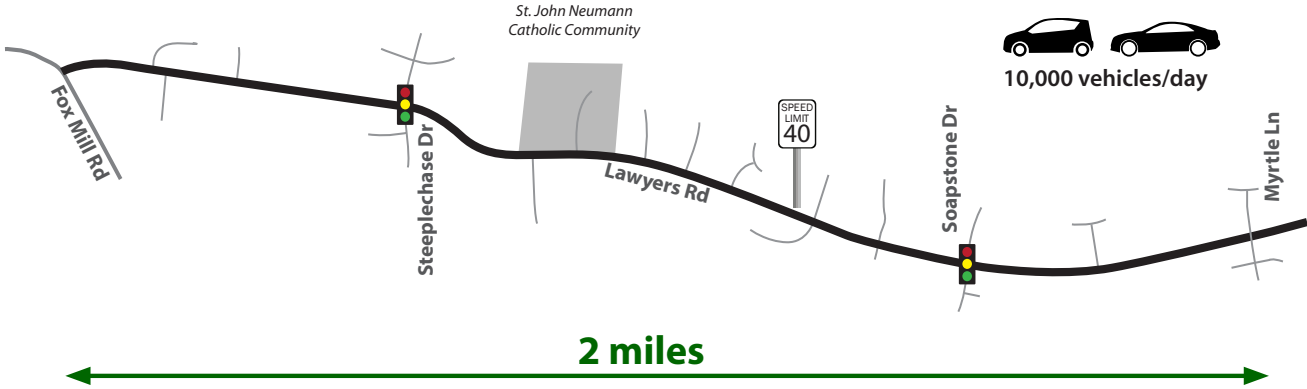 St. John Neumann
Catholic Community
10,000 vehicles/day
Fox Mill Rd
Steeplechase Dr
Lawyers Rd
SPEED
LIMIT
40
Soapstone Dr
Myrtle Ln
2 miles